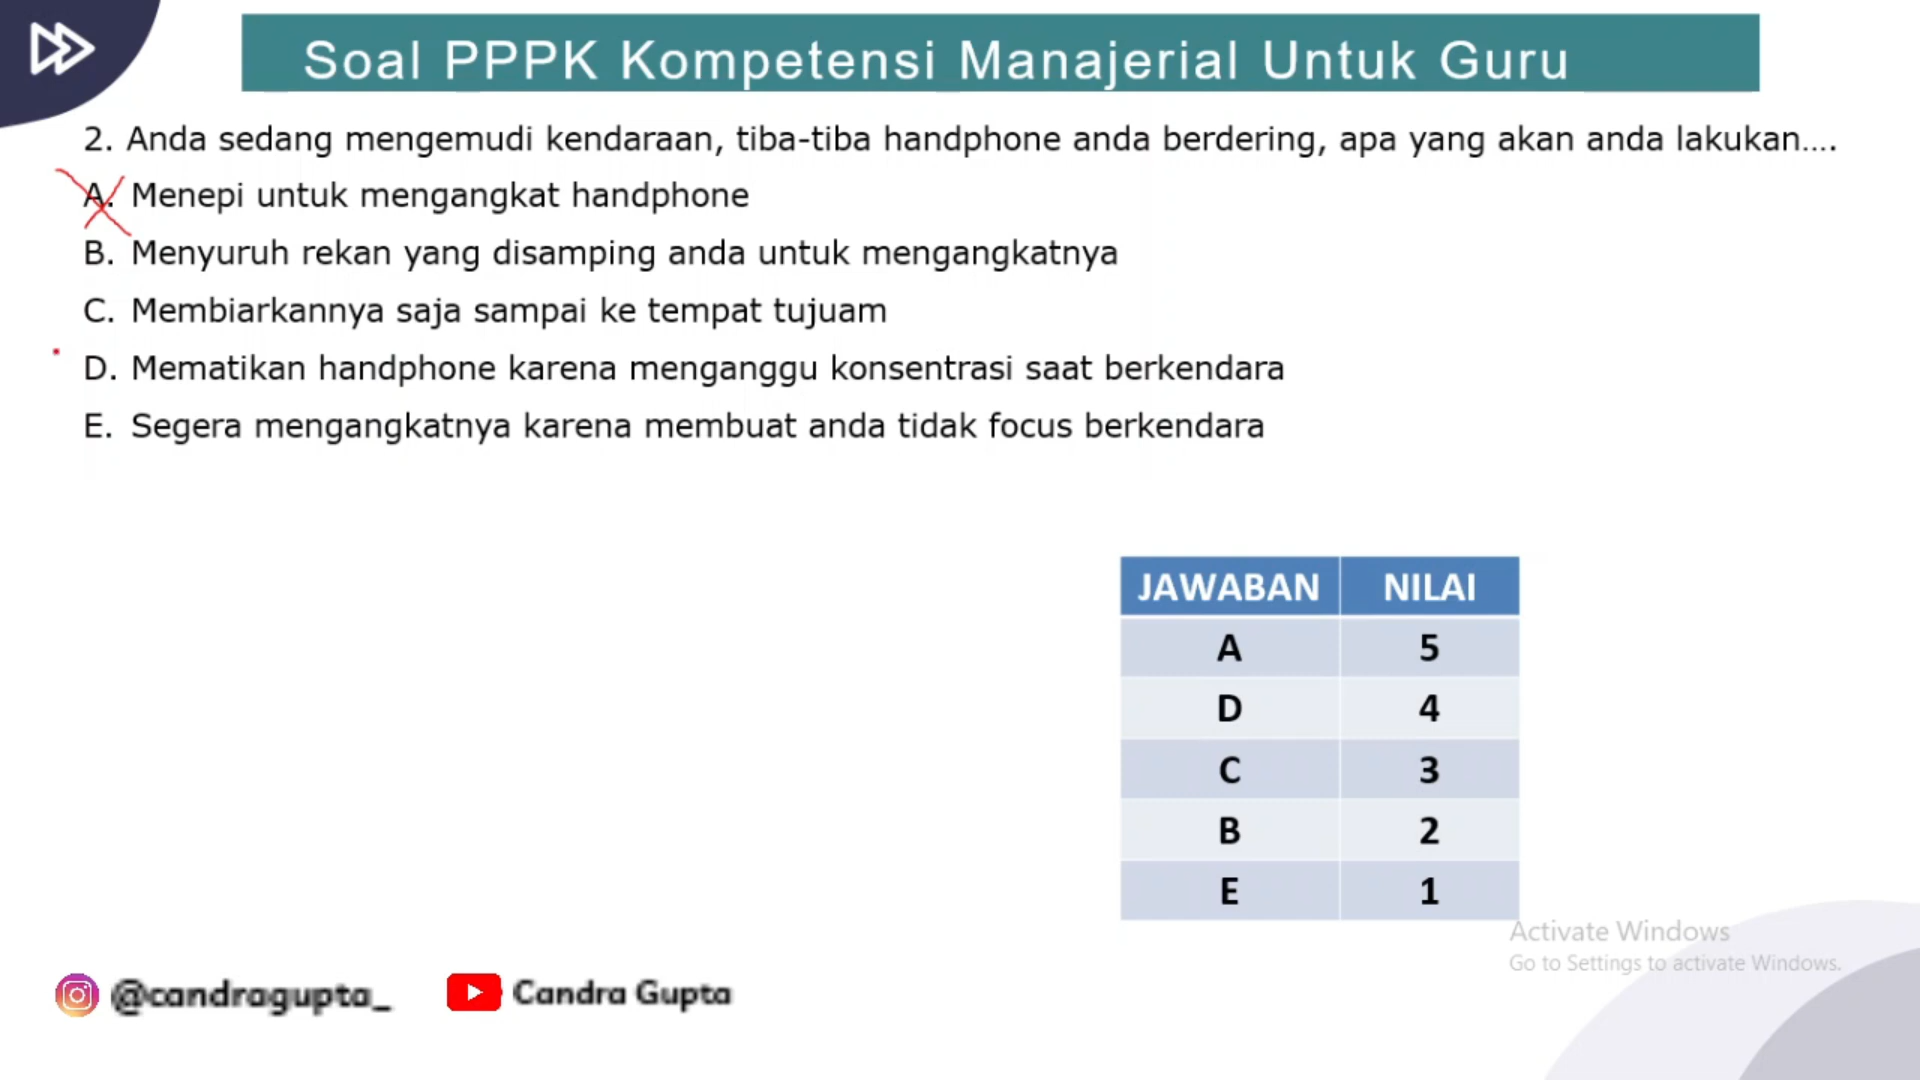 Soal PPPK Kompetensi Manajerial Untuk Guru
2. Anda sedang mengemudi kendaraan, tiba-tiba handphone anda berdering, apa yang akan anda lakukan....
A. Menepi untuk mengangkat handphone
B. Menyuruh rekan yang disamping anda untuk mengangkatnya
C. Membiarkannya saja sampai ke tempat tujuam
D. Mematikan handphone karena menganggu konsentrasi saat berkendara
E. Segera mengangkatnya karena membuat anda tidak focus berkendara
JAWABAN NILAI
A 5
D 4
C 3
B 2
E 1
Activate Windows
Go to Settings to activate Windows.
@candragupta_ Candra Gupta